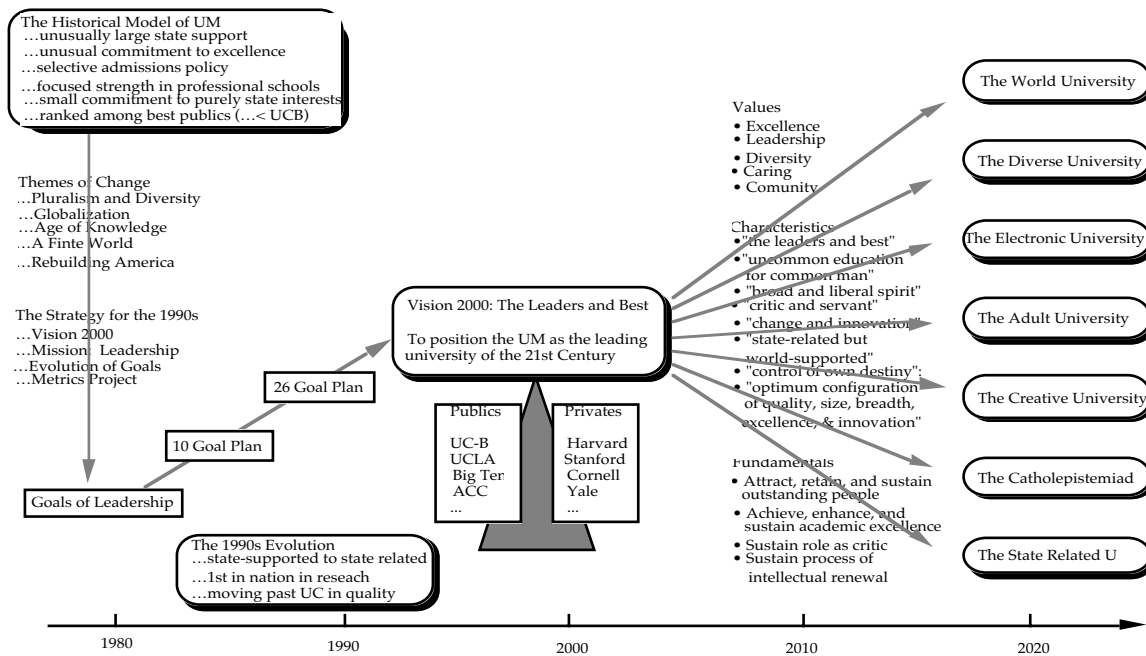 The Historical Model of UM
…unusually large state support
…unusual commitment to excellence
…selective admissions policy
…focused strength in professional schools
…small commitment to purely state interests
…ranked among best publics (…< UCB)
Themes of Change
…Pluralism and Diversity
…Globalization
…Age of Knowledge
…A Finte World
…Rebuilding America
The Strategy for the 1990s
…Vision 2000
…Mission: Leadership
…Evolution of Goals
…Metrics Project
Goals of Leadership
10 Goal Plan
26 Goal Plan
The 1990s Evolution
…state-supported to state related
…1st in nation in reseach
…moving past UC in quality
Vision 2000: The Leaders and Best
To position the UM as the leading
university of the 21st Century
Publics
UC-B
UCLA
Big Ten
ACC
...
Privates
Harvard
Stanford
Cornell
Yale
...
Values
• Excellence
• Leadership
• Diversity
• Caring
• Comunity
Characteristics
• "the leaders and best"
• "uncommon education
for common man"
• "broad and liberal spirit"
• "critic and servant"
• "change and innovation"
• "state-related but
world-supported"
• "control of own destiny":
• "optimum configuration
of quality, size, breadth,
excellence, & innovation"
Fundamentals
• Attract, retain, and sustain
outstanding people
• Achieve, enhance, and
sustain academic excellence
• Sustain role as critic
• Sustain process of
intellectual renewal
The World University
The Diverse University
The Electronic University
The Adult University
The Creative University
The Catholepistemiad
The State Related U
1980
1990
2000
2010
2020